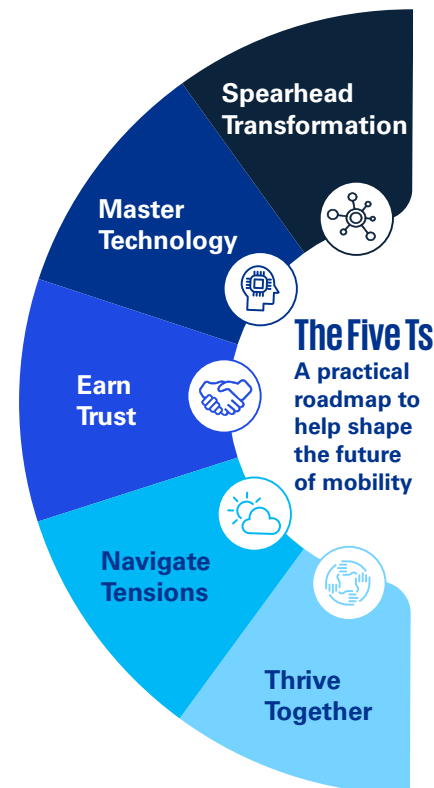 Spearhead
Transformation
Master
Technology
Earn
Trust
Navigate
Tensions
Thrive
Together
The Five Ts
A practical
roadmap to
help shape
the future
of mobility